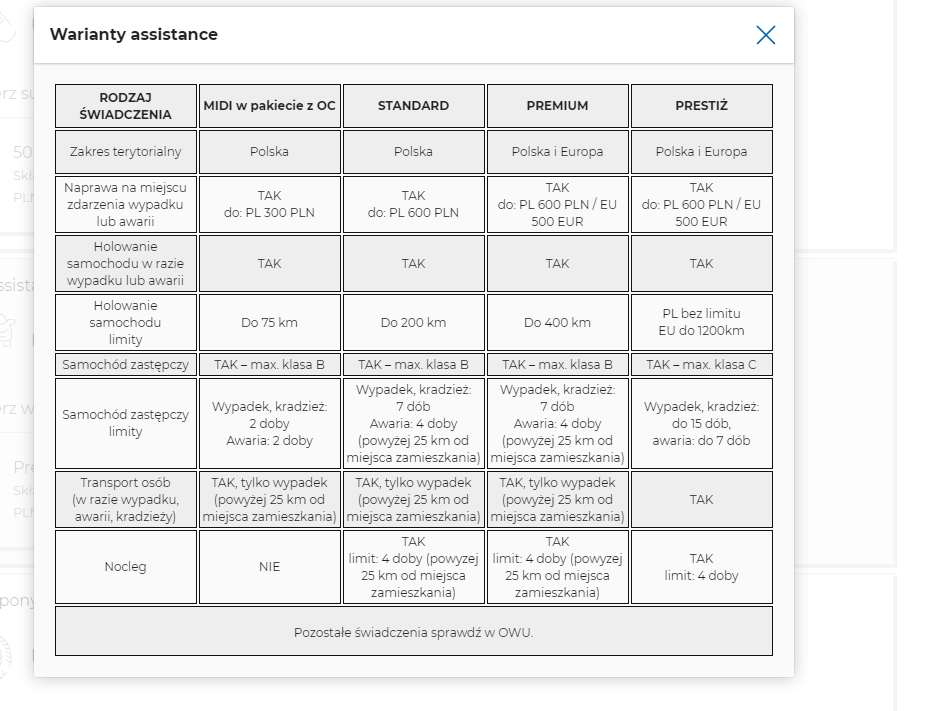 Warianty assistance
RODZAJ
ŚWIADCZENIA
MIDI w pakiecie z OC
STANDARD
PREMIUM
PRESTIŻ
Zakres terytorialny
Polska
Polska
Polska i Europa
Polska i Europa
Naprawa na miejscu
zdarzenia wypadku
lub awarii
TAK
do: PL 300 PLN
TAK
do: PL 600 PLN
TAK
do: PL 600 PLN / EU
500 EUR
TAK
do: PL 600 PLN / EU
500 EUR
Holowanie
samochodu w razie
wypadku lub awarii
TAK
TAK
TAK
TAK
Holowanie
samochodu
limity
Do 75 km
Do 200 km
Do 400 km
PL bez limitu
EU do 1200km
Samochód zastępczy
TAK – max. klasa B
TAK – max. klasa B
TAK – max. klasa B
TAK – max. klasa C
Samochód zastępczy
limity
Wypadek, kradzież:
2 doby
Awaria: 2 doby
Wypadek, kradzież:
7 dób
Awaria: 4 doby
(powyżej 25 km od
miejsca zamieszkania)
Wypadek, kradzież:
7 dób
Awaria: 4 doby
(powyżej 25 km od
miejsca zamieszkania)
Wypadek, kradzież:
do 15 dób,
awaria: do 7 dób
Transport osób
(w razie wypadku,
awarii, kradzieży)
TAK, tylko wypadek
(powyżej 25 km od
miejsca zamieszkania)
TAK, tylko wypadek
(powyżej 25 km od
miejsca zamieszkania)
TAK, tylko wypadek
(powyżej 25 km od
miejsca zamieszkania)
TAK
Nocleg
NIE
TAK
limit: 4 doby (powyzej
25 km od miejsca
zamieszkania)
TAK
limit: 4 doby (powyzej
25 km od miejsca
zamieszkania)
TAK
limit: 4 doby
Pozostałe świadczenia sprawdź w OWU.